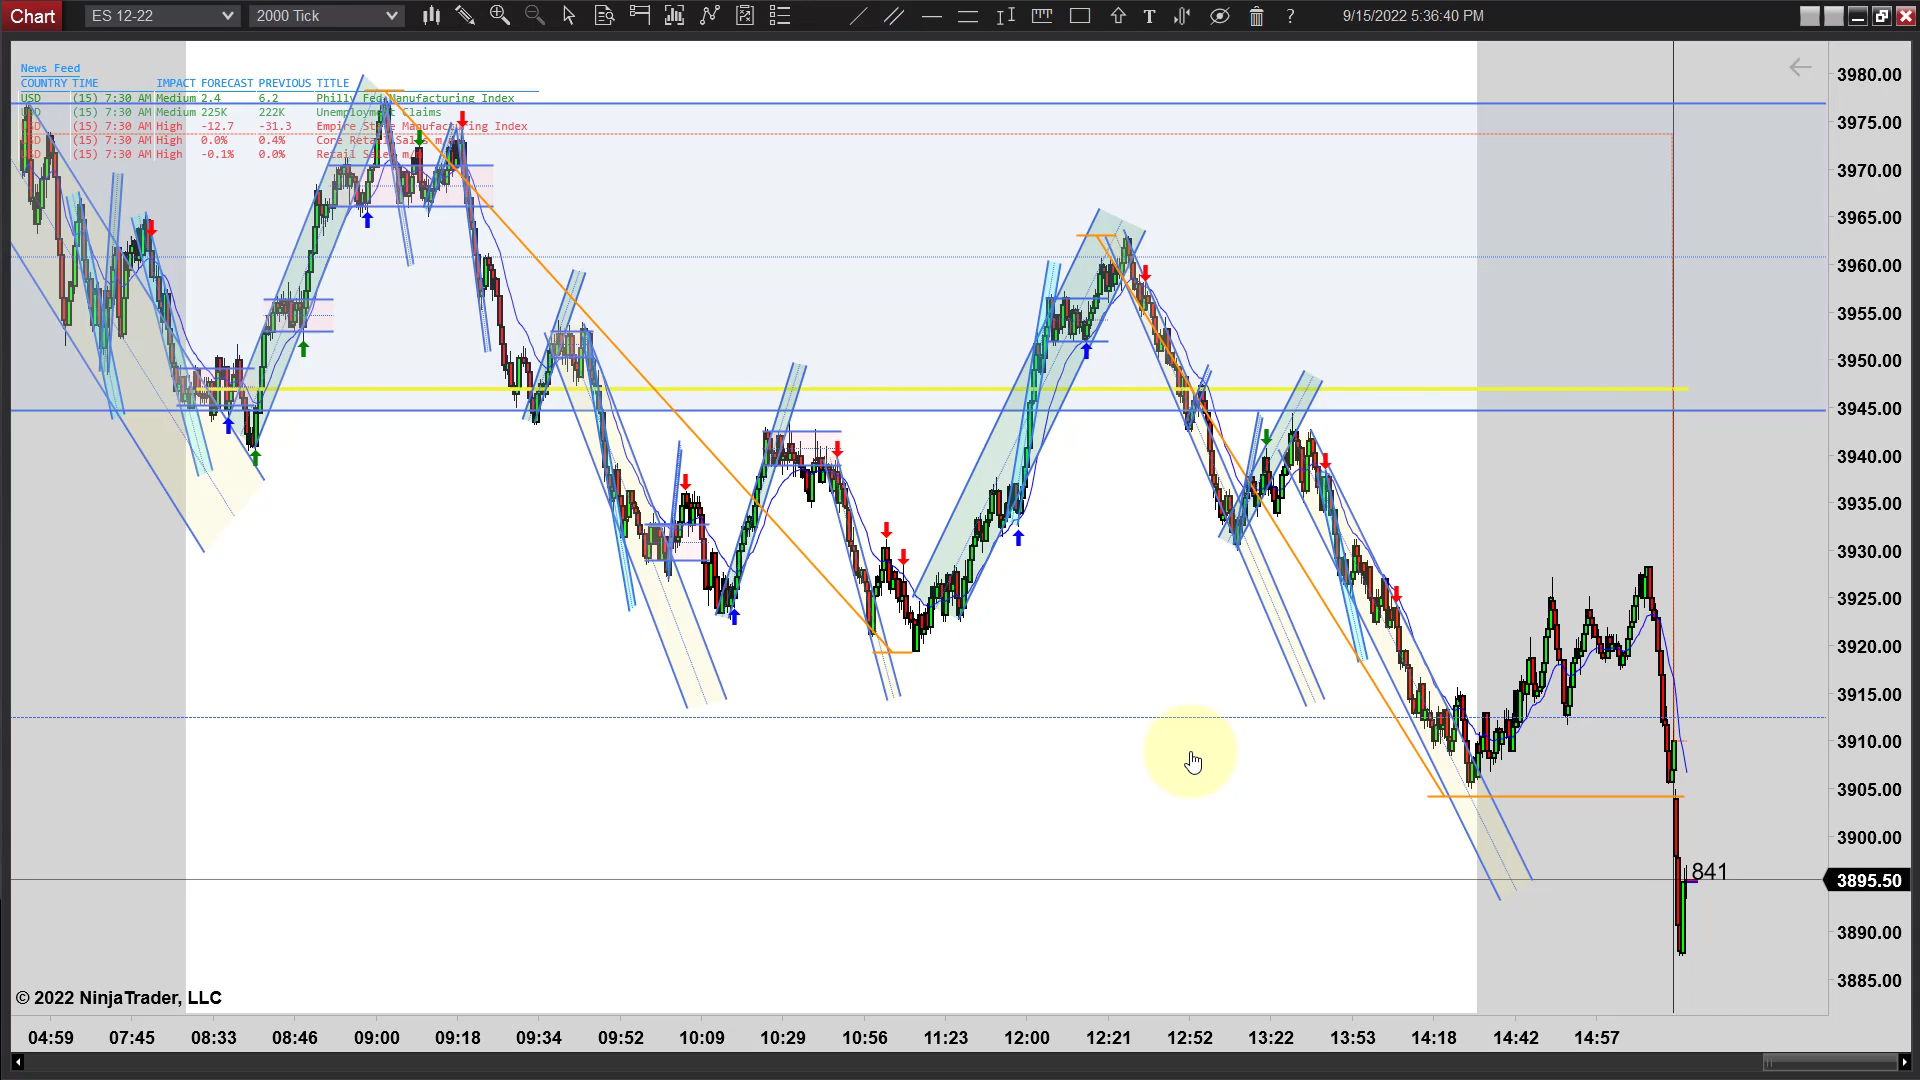 Chart ES 12-22 2000 Tick T ? 9/15/2022 5:36:40 PM
News Feed
COUNTRY TIME IMPACT FORECAST PREVIOUS TITLE
USD (15) 7:30 AM Medium 2.4 6.2 Philly Fed Manufacturing Index
(15) 7:30 AM Medium 225K 222K Unemployment Claims
(15) 7:30 AM High -12.7 -31.3 Empire State Manufacturing Index
(15) 7:30 AM High 0.0% 0.4% Core Retail Sales m/
(15) 7:30 AM High -0.1% 0.0% Retail Sales m/
3980.00
3975.00
3970.00
3965.00
3960.00
3955.00
3950.00
3945.00
3940.00
3935.00
3930.00
3925.00
3920.00
3915.00
3910.00
3905.00
3900.00
841
3895.50
3890.00
3885.00
© 2022 NinjaTrader, LLC
04:59 07:45 08:33 08:46 09:00 09:18 09:34 09:52 10:09 10:29 10:56 11:23 12:00 12:21 12:52 13:22 13:53 14:18 14:42 14:57